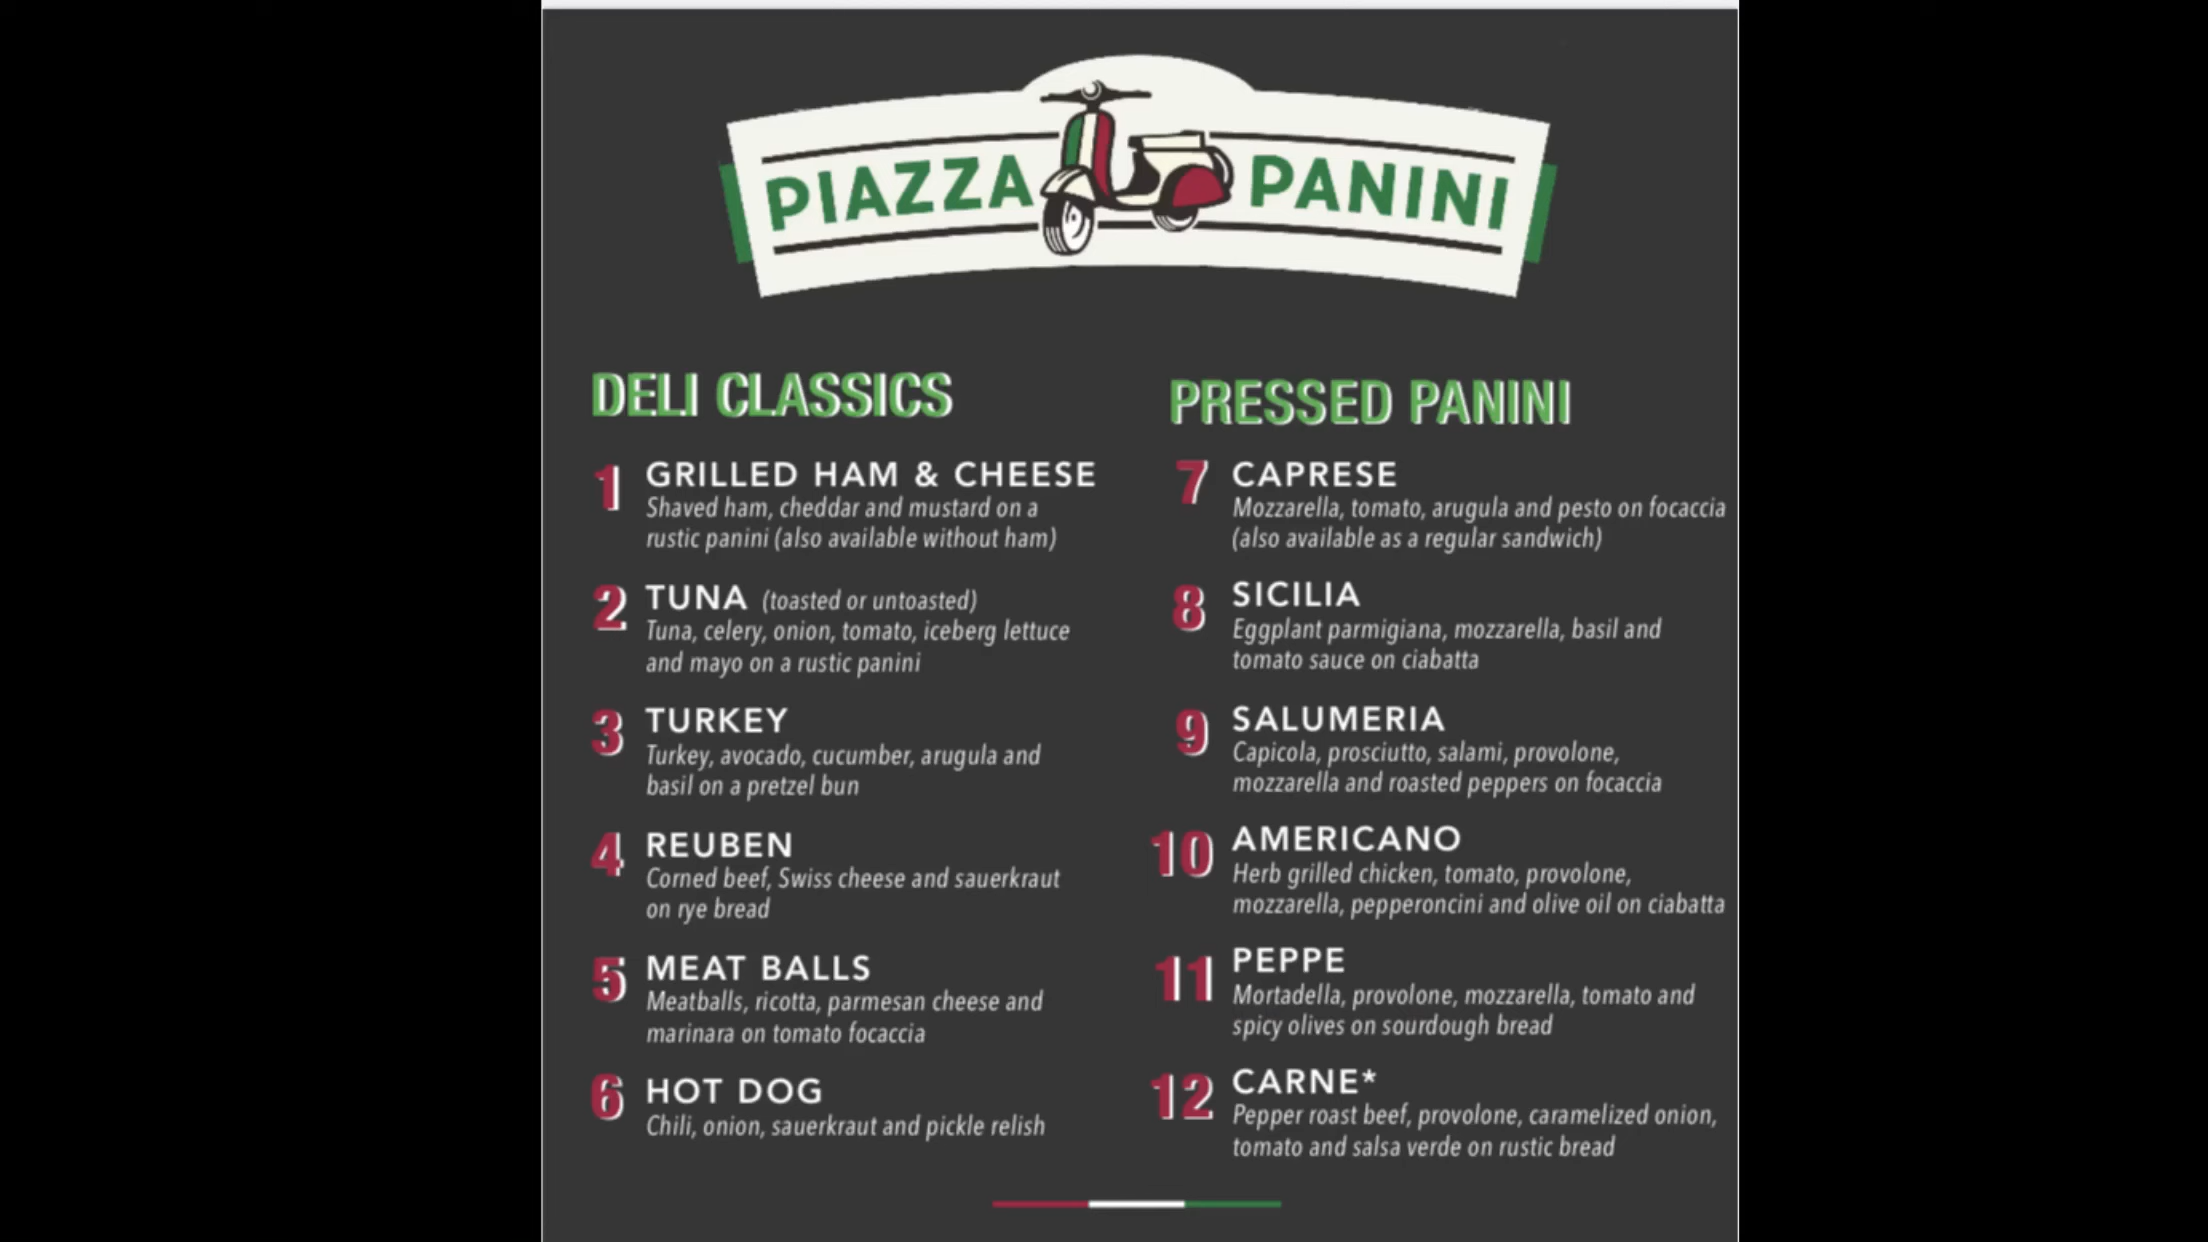 PIAZZA PANINI
DELI CLASSICS
1 GRILLED HAM & CHEESE
Shaved ham, cheddar and mustard on a
rustic panini (also available without ham)
2 TUNA (toasted or untoasted)
Tuna, celery, onion, tomato, iceberg lettuce
and mayo on a rustic panini
3 TURKEY
Turkey, avocado, cucumber, arugula and
basil on a pretzel bun
4 REUBEN
Corned beef, Swiss cheese and sauerkraut
on rye bread
5 MEAT BALLS
Meatballs, ricotta, parmesan cheese and
marinara on tomato focaccia
6 HOT DOG
Chili, onion, sauerkraut and pickle relish
PRESSED PANINI
7 CAPRESE
Mozzarella, tomato, arugula and pesto on focaccia
(also available as a regular sandwich)
8 SICILIA
Eggplant parmigiana, mozzarella, basil and
tomato sauce on ciabatta
9 SALUMERIA
Capicola, prosciutto, salami, provolone,
mozzarella and roasted peppers on focaccia
10 AMERICANO
Herb grilled chicken, tomato, provolone,
mozzarella, pepperoncini and olive oil on ciabatta
11 PEPPE
Mortadella, provolone, mozzarella, tomato and
spicy olives on sourdough bread
12 CARNE*
Pepper roast beef, provolone, caramelized onion,
tomato and salsa verde on rustic bread